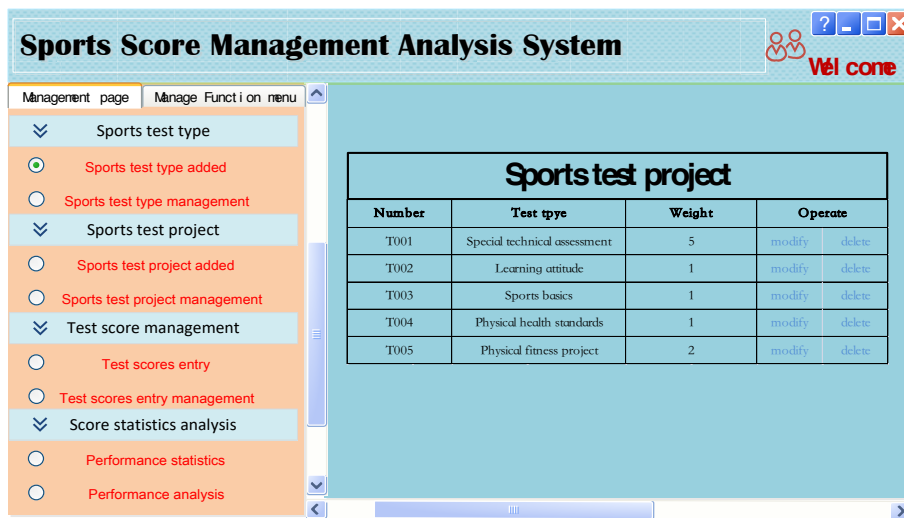 Sports Score Management Analysis System
?
Welcome
Management page
Manage Function menu
Sports test type
Sports test type added
Sports test type management
Sports test project
Sports test project added
Sports test project management
Test score management
Test scores entry
Test scores entry management
Score statistics analysis
Performance statistics
Performance analysis
Sports test project
Number Test tpye Weight Operate
T001 Special technical assessment 5 modify delete
T002 Learning attitude 1 modify delete
T003 Sports basics 1 modify delete
T004 Physical health standards 1 modify delete
T005 Physical fitness project 2 modify delete